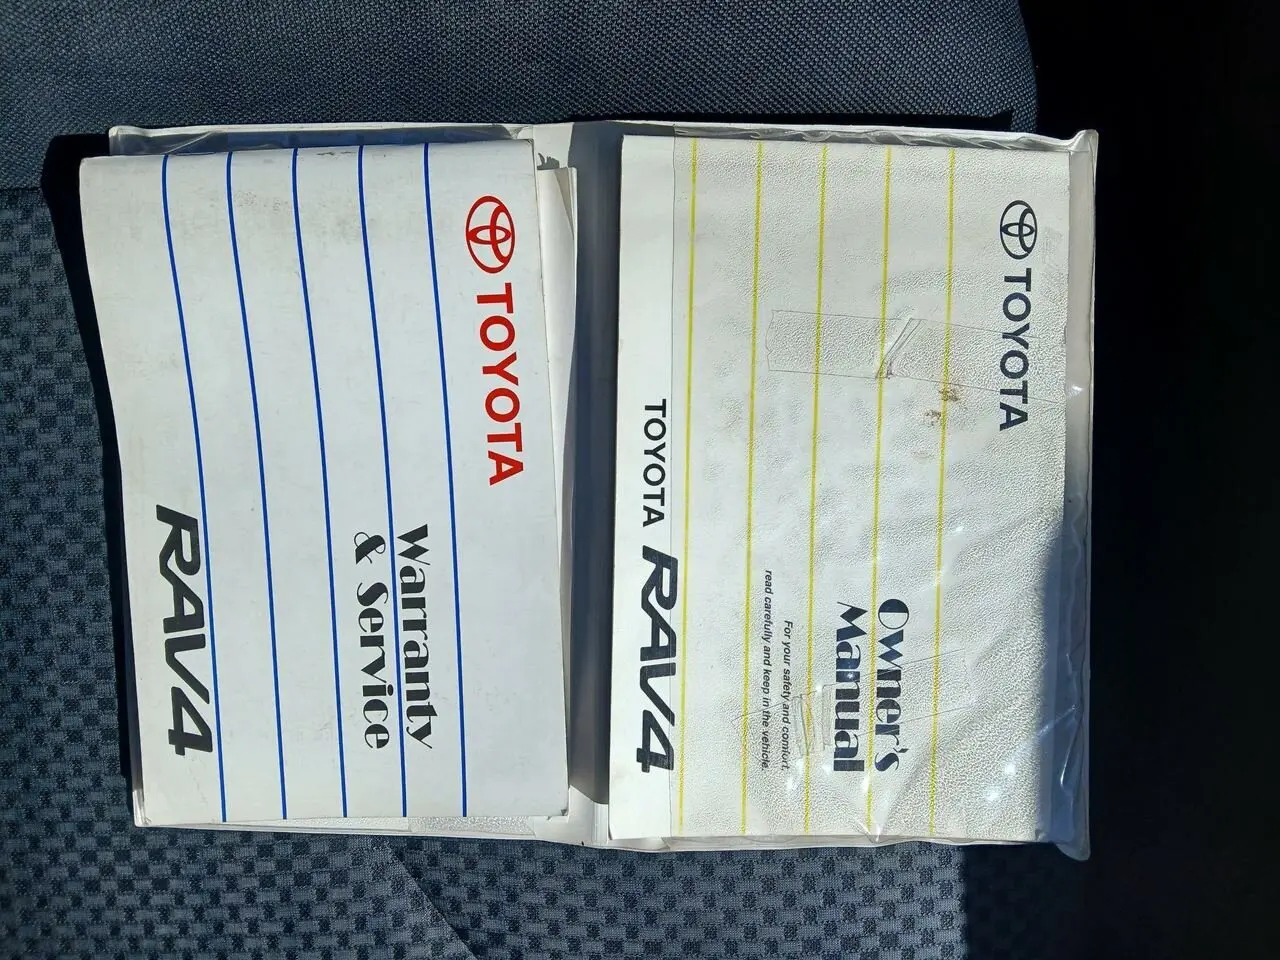 TOYOTA
Warranty
& Service
RAV4
TOYOTA
Owner's
Manual
For your safety and comfort,
read carefully and keep in the vehicle.
TOYOTA RAV4